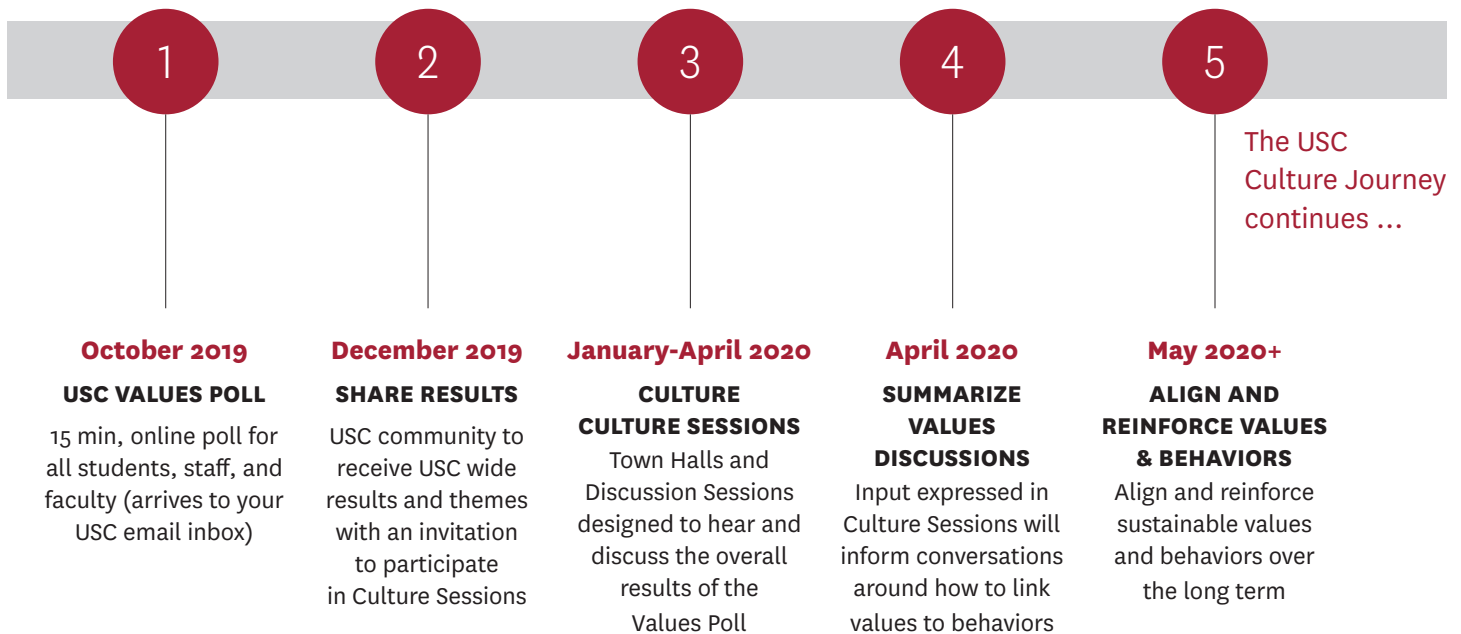 1
2
3
4
5
The USC
Culture Journey
continues ...
October 2019
USC VALUES POLL
15 min, online poll for
all students, staff, and
faculty (arrives to your
USC email inbox)
December 2019
SHARE RESULTS
USC community to
receive USC wide
results and themes
with an invitation
to participate
in Culture Sessions
January-April 2020
CULTURE
CULTURE SESSIONS
Town Halls and
Discussion Sessions
designed to hear and
discuss the overall
results of the
Values Poll
April 2020
SUMMARIZE
VALUES
DISCUSSIONS
Input expressed in
Culture Sessions will
inform conversations
around how to link
values to behaviors
May 2020+
ALIGN AND
REINFORCE VALUES
& BEHAVIORS
Align and reinforce
sustainable values
and behaviors over
the long term